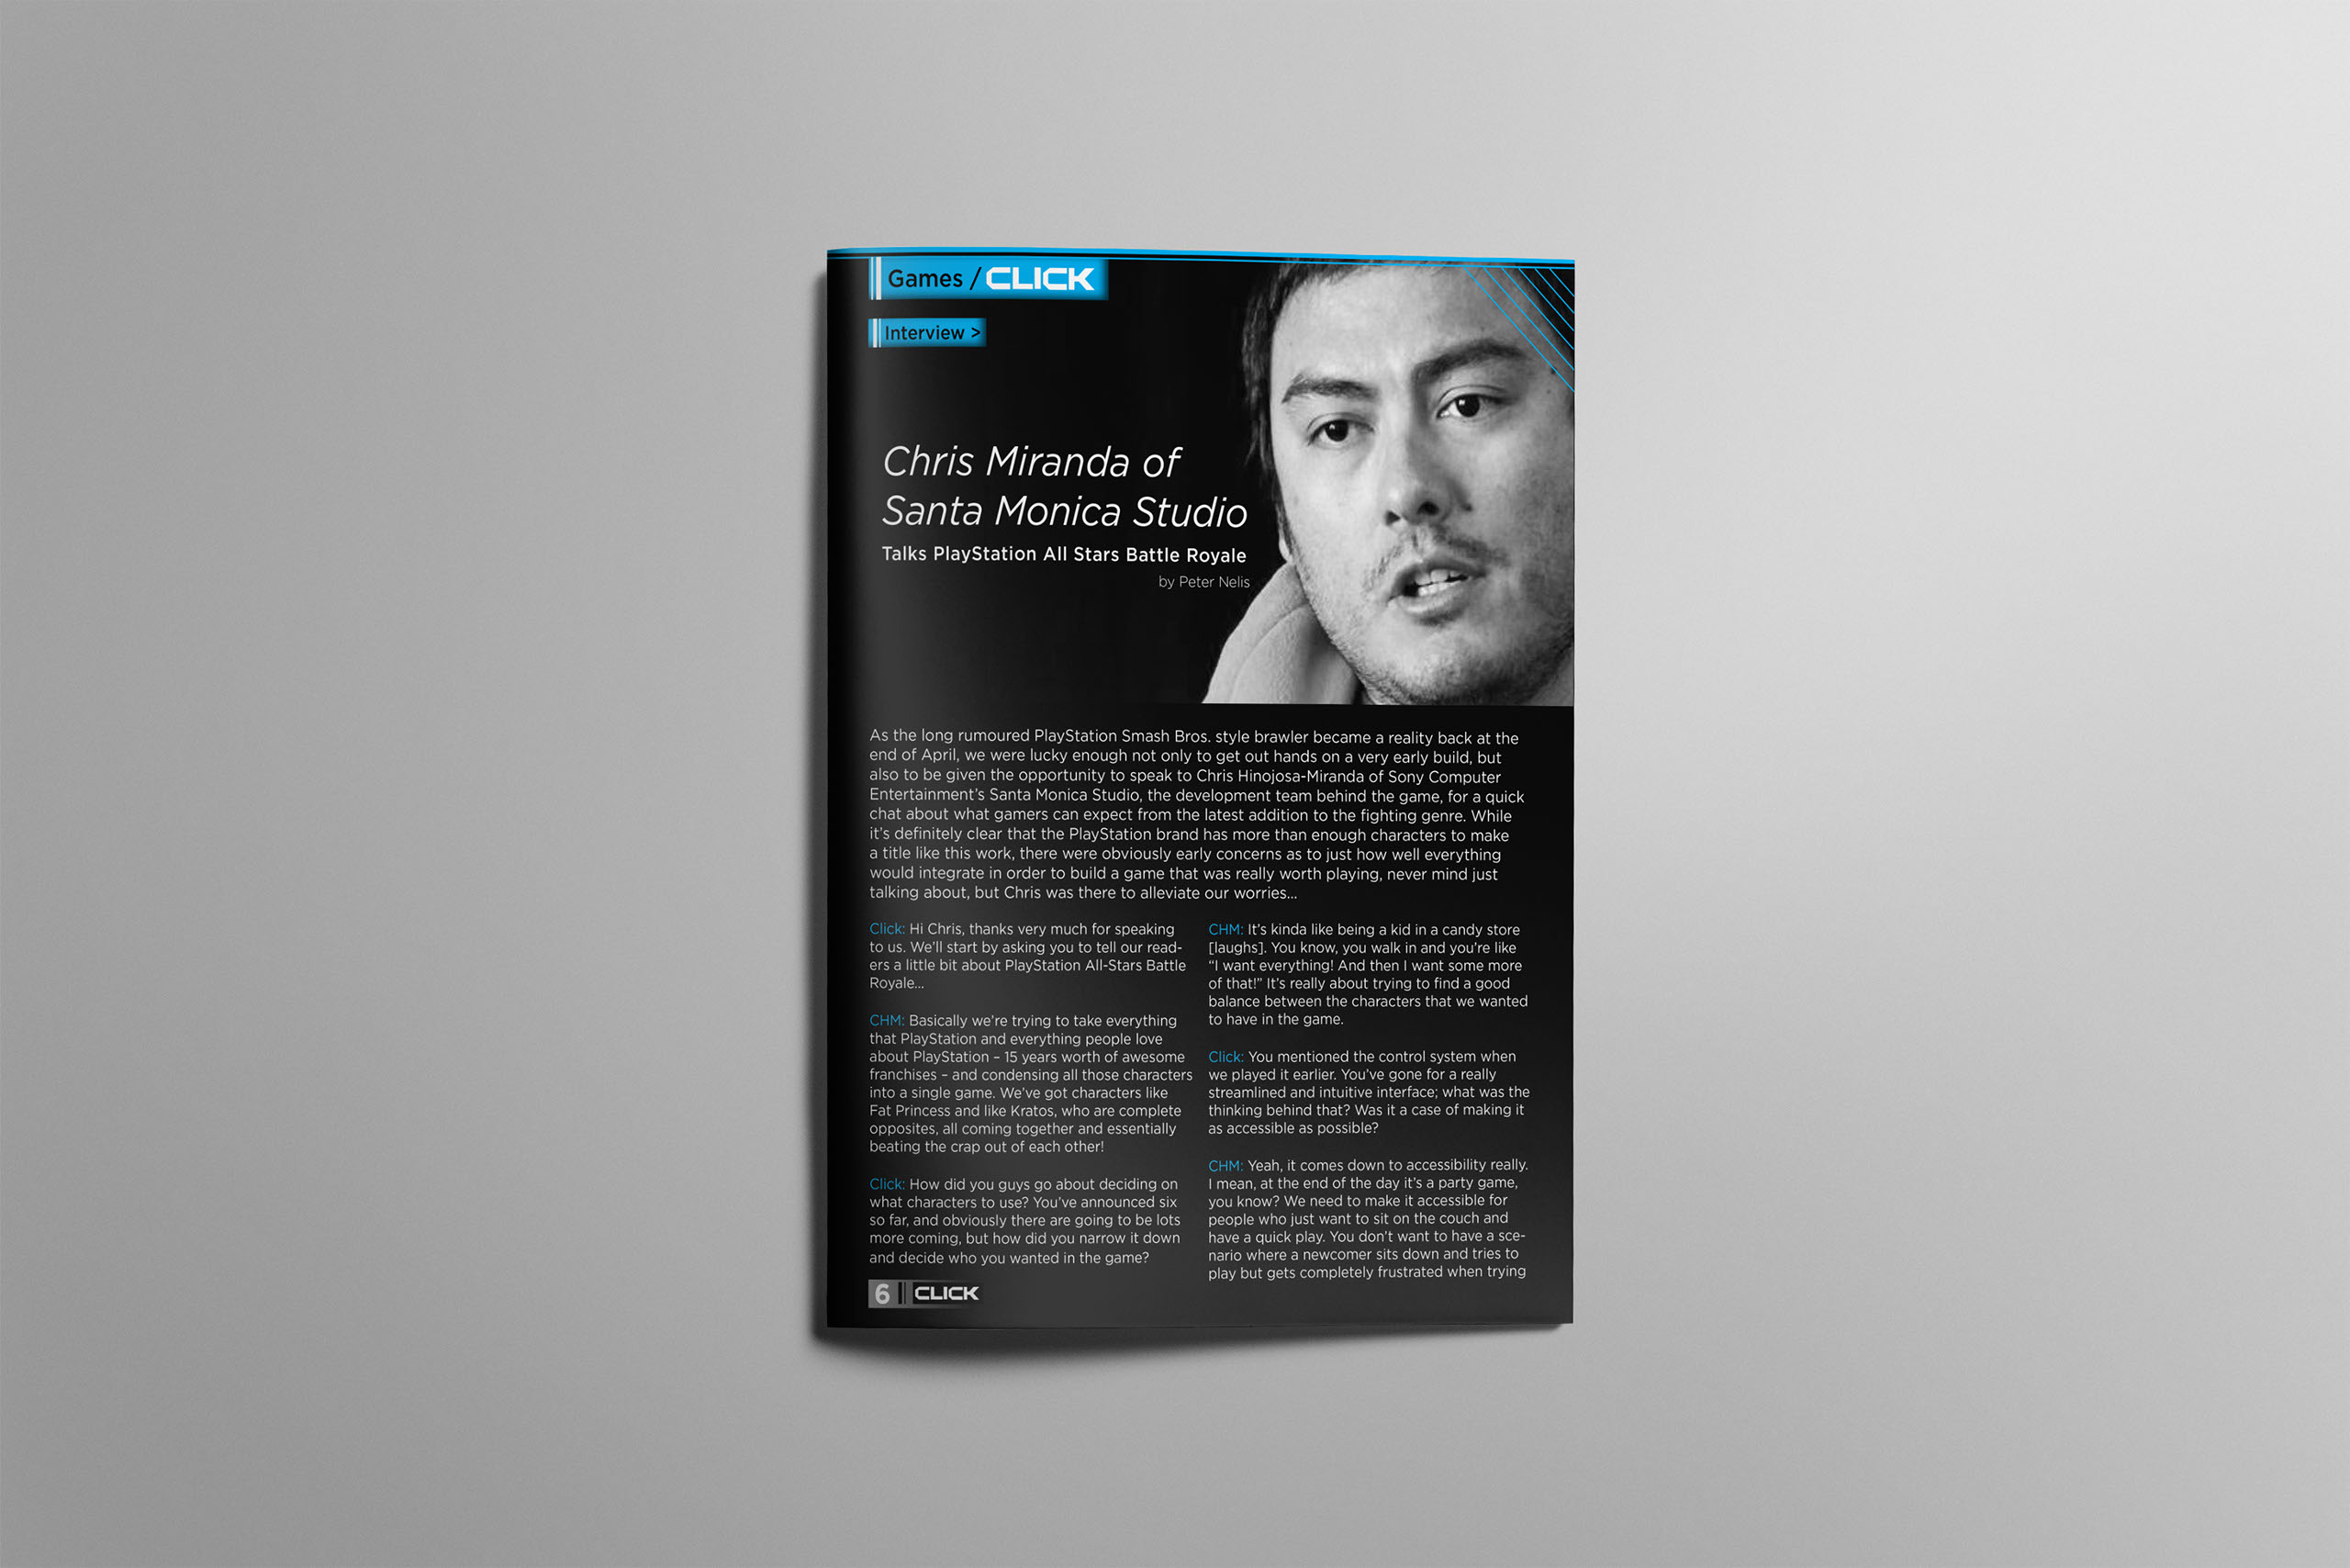 Games / CLICK
Interview >
Chris Miranda of
Santa Monica Studio
Talks PlayStation All Stars Battle Royale
by Peter Nelis
As the long rumoured PlayStation Smash Bros. style brawler became a reality back at the
end of April, we were lucky enough not only to get out hands on a very early build, but
also to be given the opportunity to speak to Chris Hinojosa-Miranda of Sony Computer
Entertainment's Santa Monica Studio, the development team behind the game, for a quick
chat about what gamers can expect from the latest addition to the fighting genre. While
it's definitely clear that the PlayStation brand has more than enough characters to make
a title like this work, there were obviously early concerns as to just how well everything
would integrate in order to build a game that was really worth playing, never mind just
talking about, but Chris was there to alleviate our worries...
Click: Hi Chris, thanks very much for speaking
to us. We'll start by asking you to tell our read-
ers a little bit about PlayStation All-Stars Battle
Royale...
CHM: Basically we're trying to take everything
that PlayStation and everything people love
about PlayStation – 15 years worth of awesome
franchises – and condensing all those characters
into a single game. We've got characters like
Fat Princess and like Kratos, who are complete
opposites, all coming together and essentially
beating the crap out of each other!
Click: How did you guys go about deciding on
what characters to use? You've announced six
so far, and obviously there are going to be lots
more coming, but how did you narrow it down
and decide who you wanted in the game?
CHM: It's kinda like being a kid in a candy store
[laughs]. You know, you walk in and you're like
“I want everything! And then I want some more
of that!” It's really about trying to find a good
balance between the characters that we wanted
to have in the game.
Click: You mentioned the control system when
we played it earlier. You've gone for a really
streamlined and intuitive interface; what was the
thinking behind that? Was it a case of making it
as accessible as possible?
CHM: Yeah, it comes down to accessibility really.
I mean, at the end of the day it's a party game,
you know? We need to make it accessible for
people who just want to sit on the couch and
have a quick play. You don't want to have a sce-
nario where a newcomer sits down and tries to
play but gets completely frustrated when trying
6 CLICK